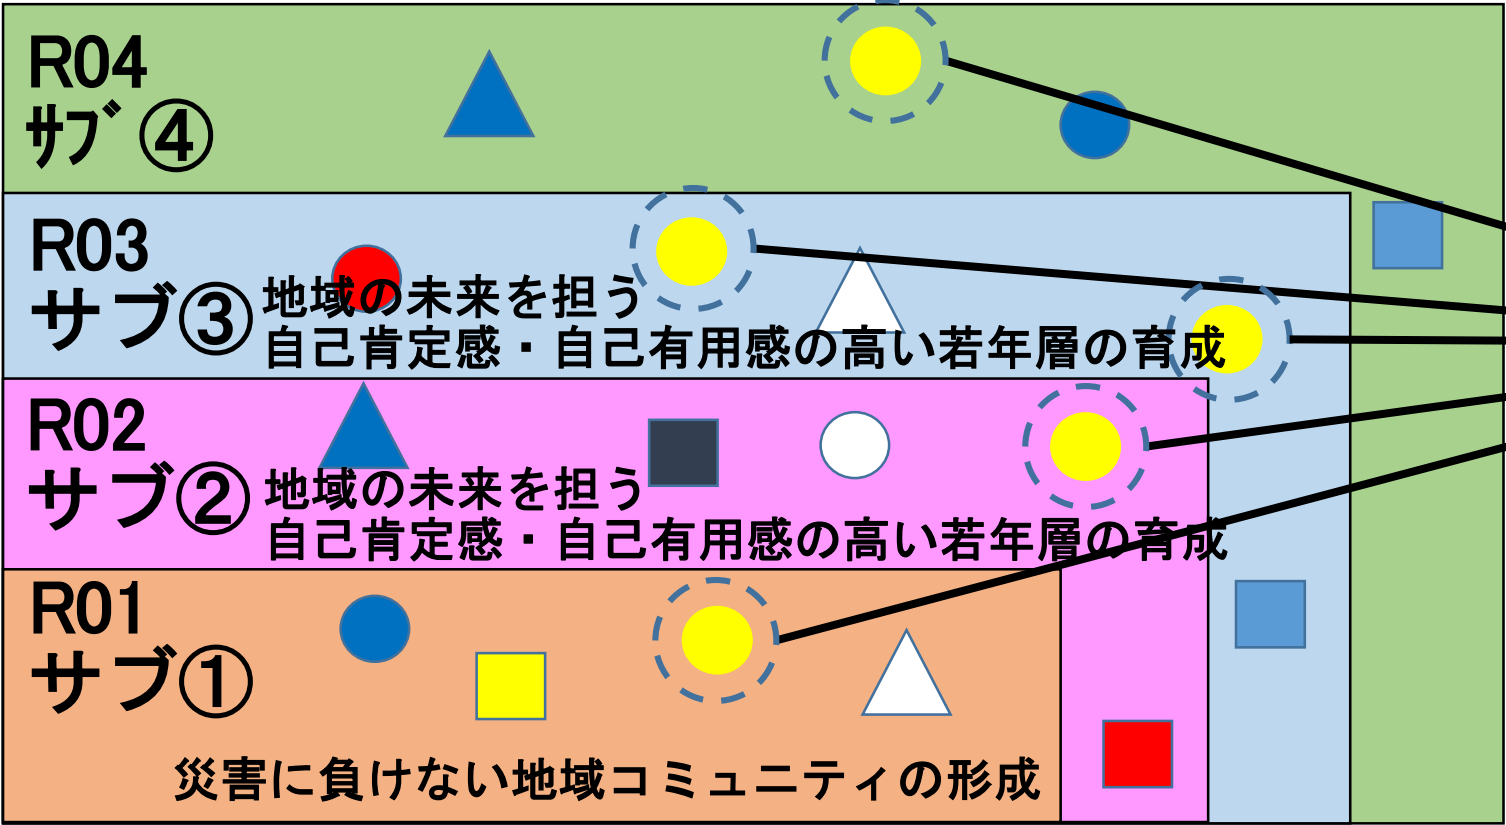 R04
ｻﾌﾞ④
R03
サブ③
地域の未来を担う
自己肯定感・自己有用感の高い若年層の育成
R02
サブ②
地域の未来を担う
自己肯定感・自己有用感の高い若年層の育成
R01
サブ①
災害に負けない地域コミュニティの形成